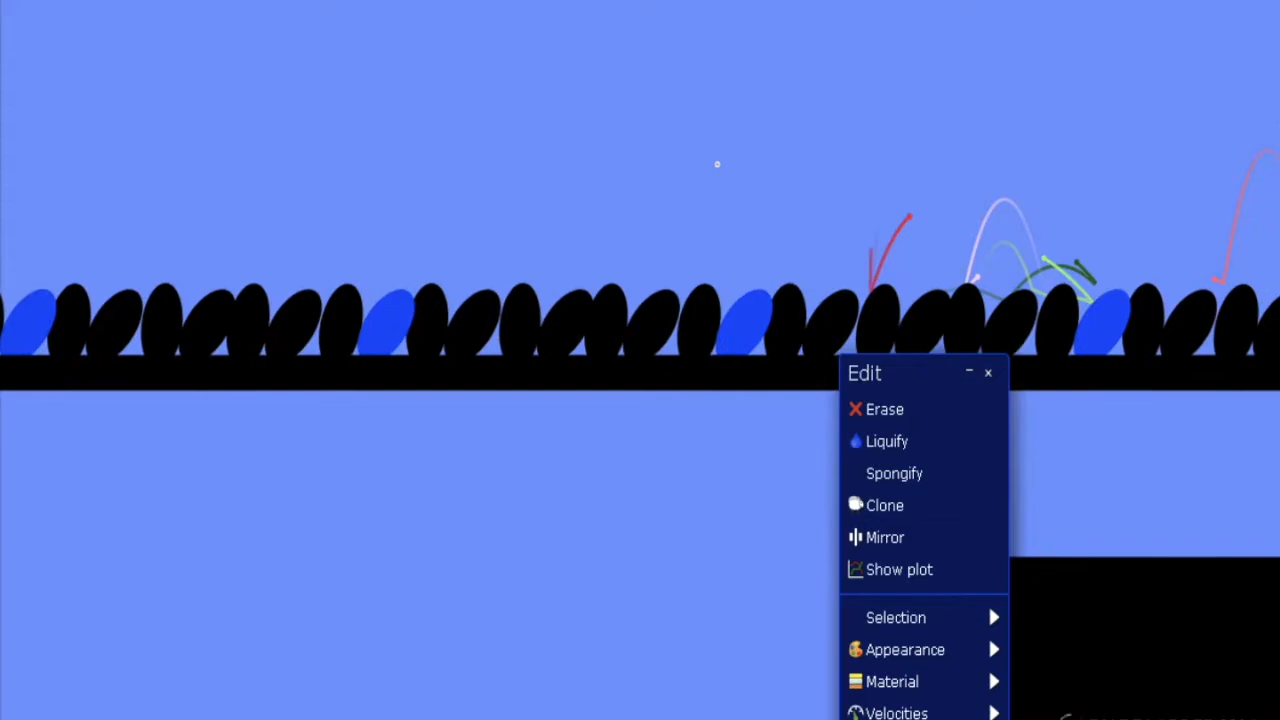 Edit
Erase
Liquify
Spongify
Clone
Mirror
Show plot
Selection
Appearance
Material
Velocities